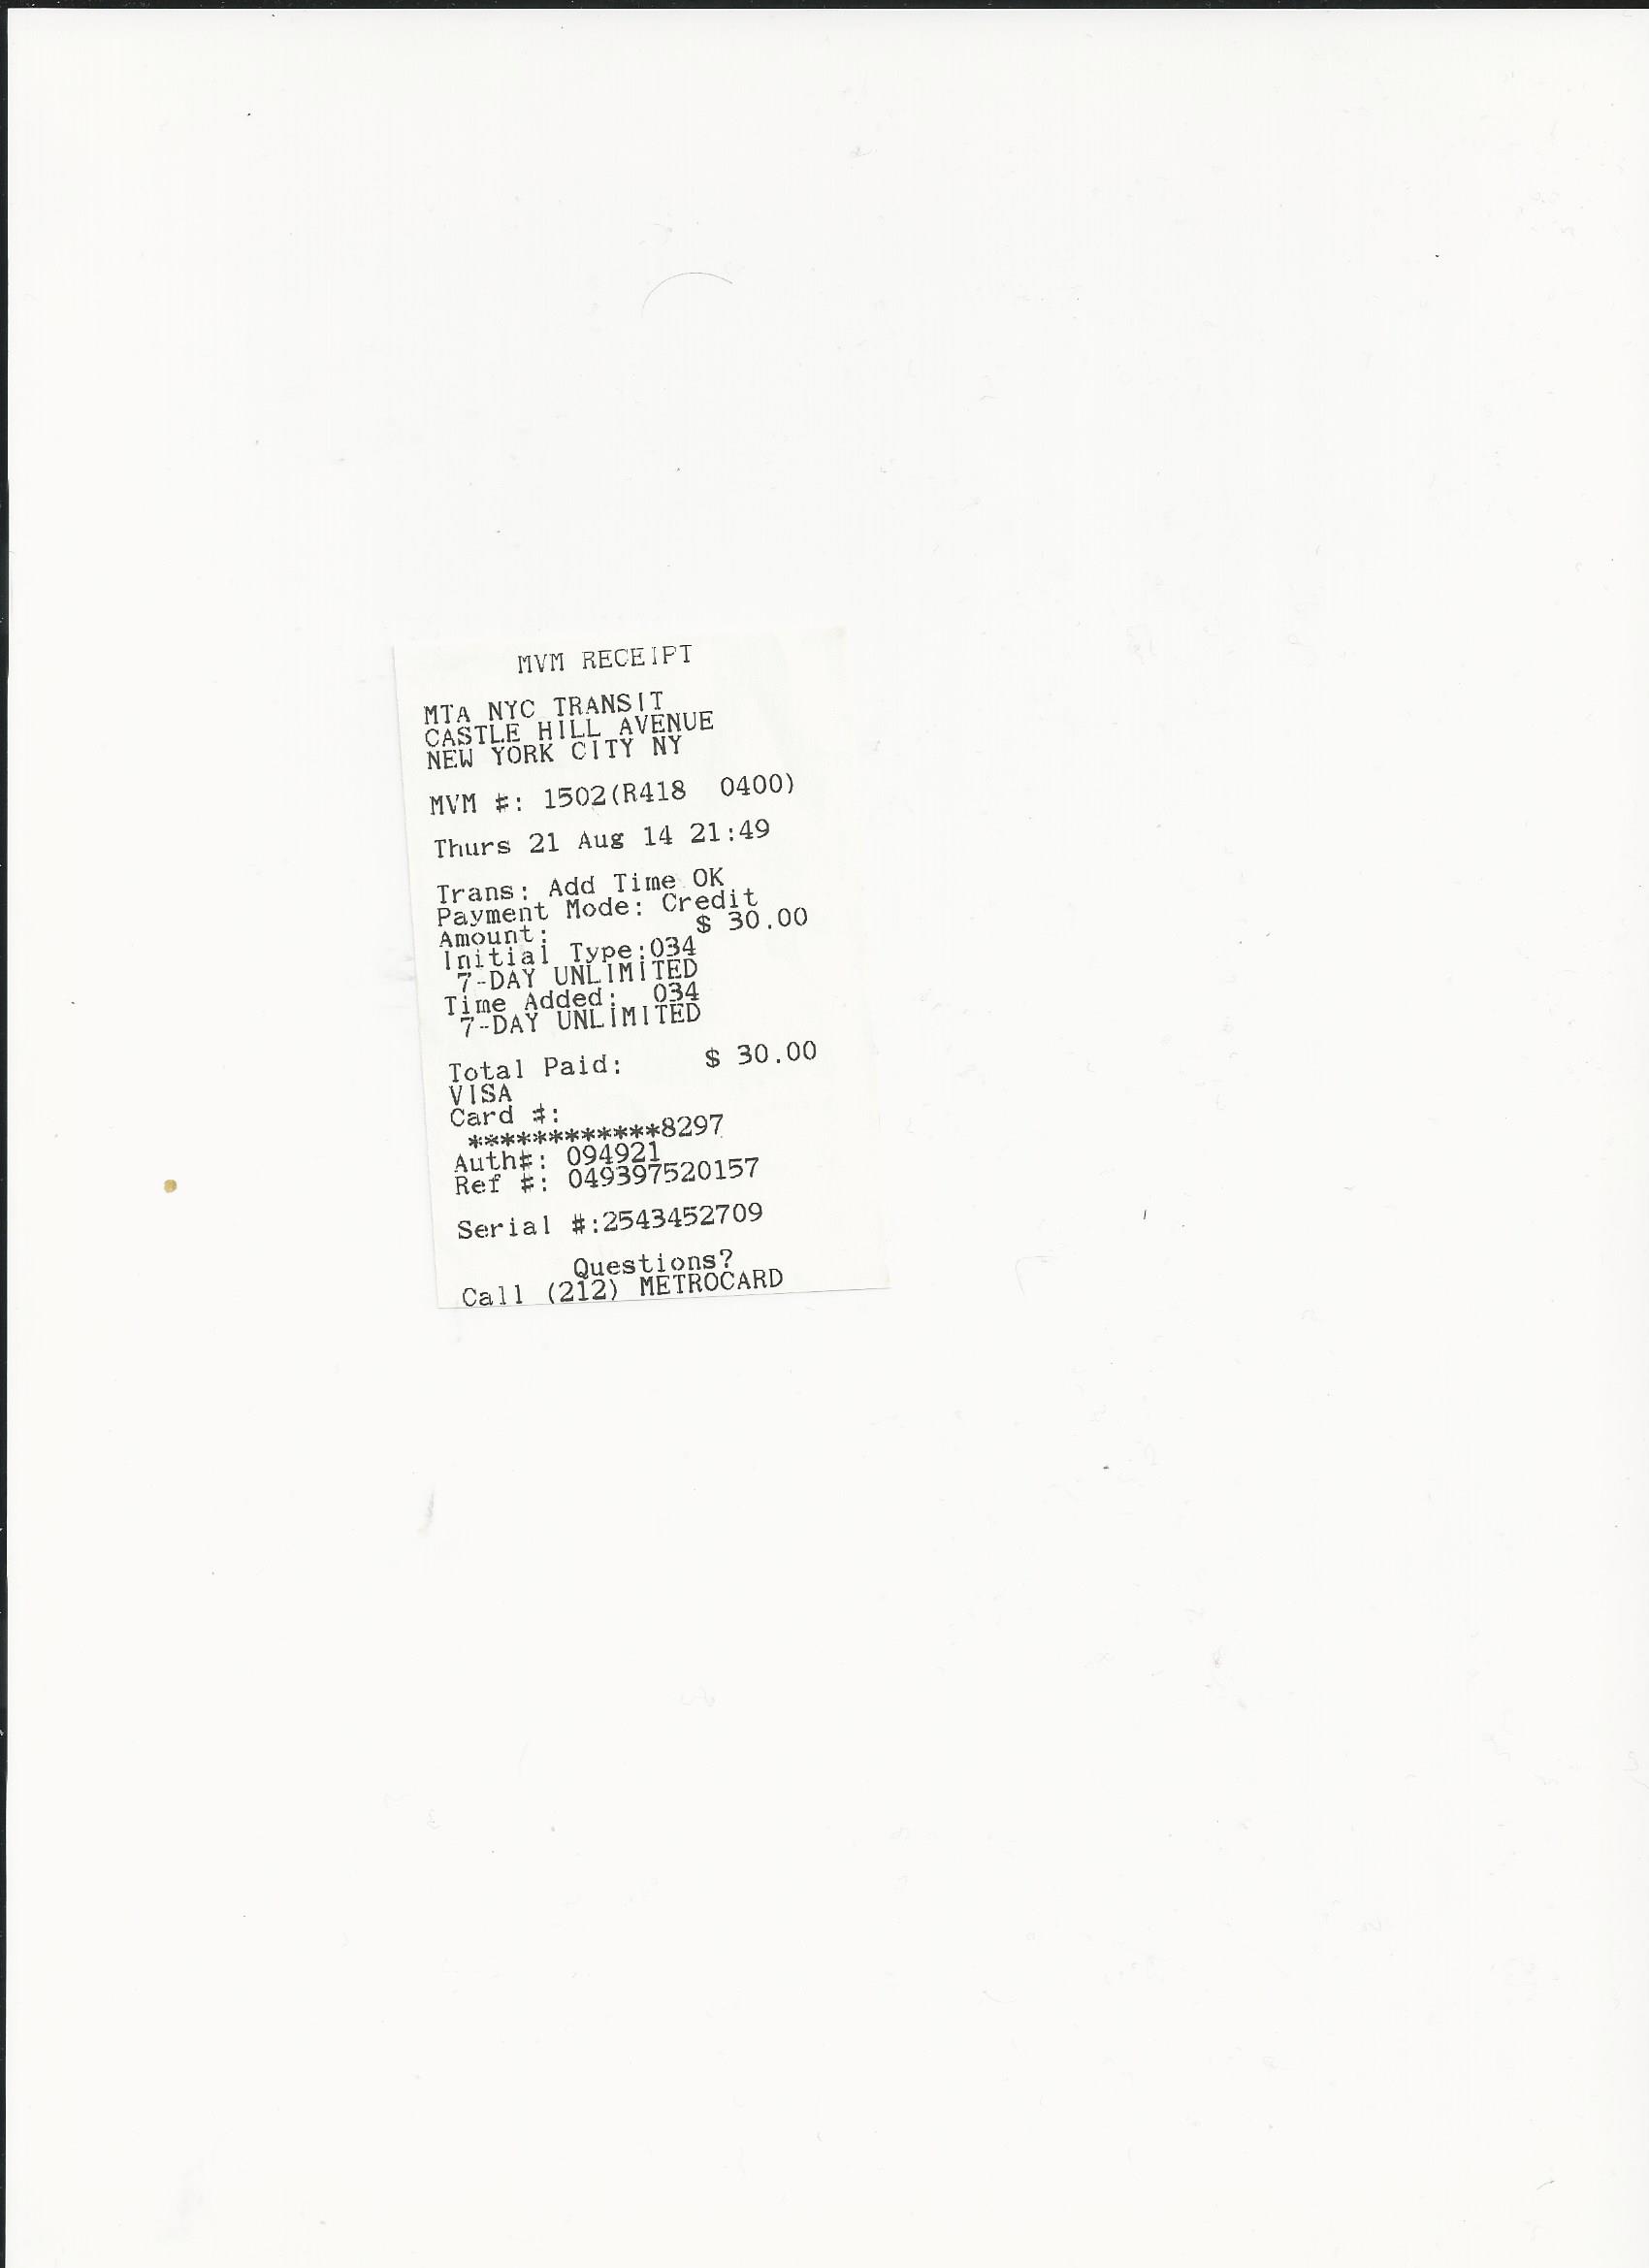 MVM RECEIPT
MTA NYC TRANSIT
CASTLE HILL AVENUE
NEW YORK CITY NY
MVM #: 1502(R418  0400)
Thurs 21 Aug 14 21:49
Trans: Add Time OK
Payment Mode: Credit
Amount:         $ 30.00
Initial Type:034
7-DAY UNLIMITED
Time Added:  034
7-DAY UNLIMITED
Total Paid:     $ 30.00
VISA
Card #:
************8297
Auth#: 094921
Ref #: 049397520157
Serial #:2543452709
Questions?
Call (212) METROCARD